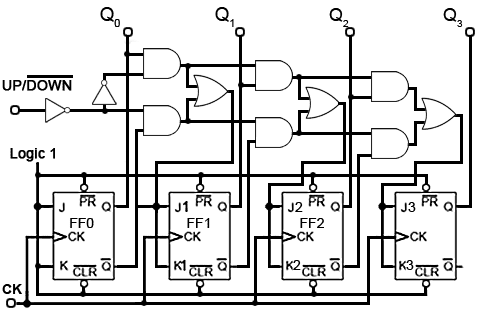 Q0 Q1 Q2 Q3
UP/DOWN
Logic 1
PR PR PR PR
J Q J1 Q J2 Q J3 Q
FF0 FF1 FF2
CK CK CK CK
K Q K1 Q K2 Q K3 Q
CLR CLR CLR CLR
CK